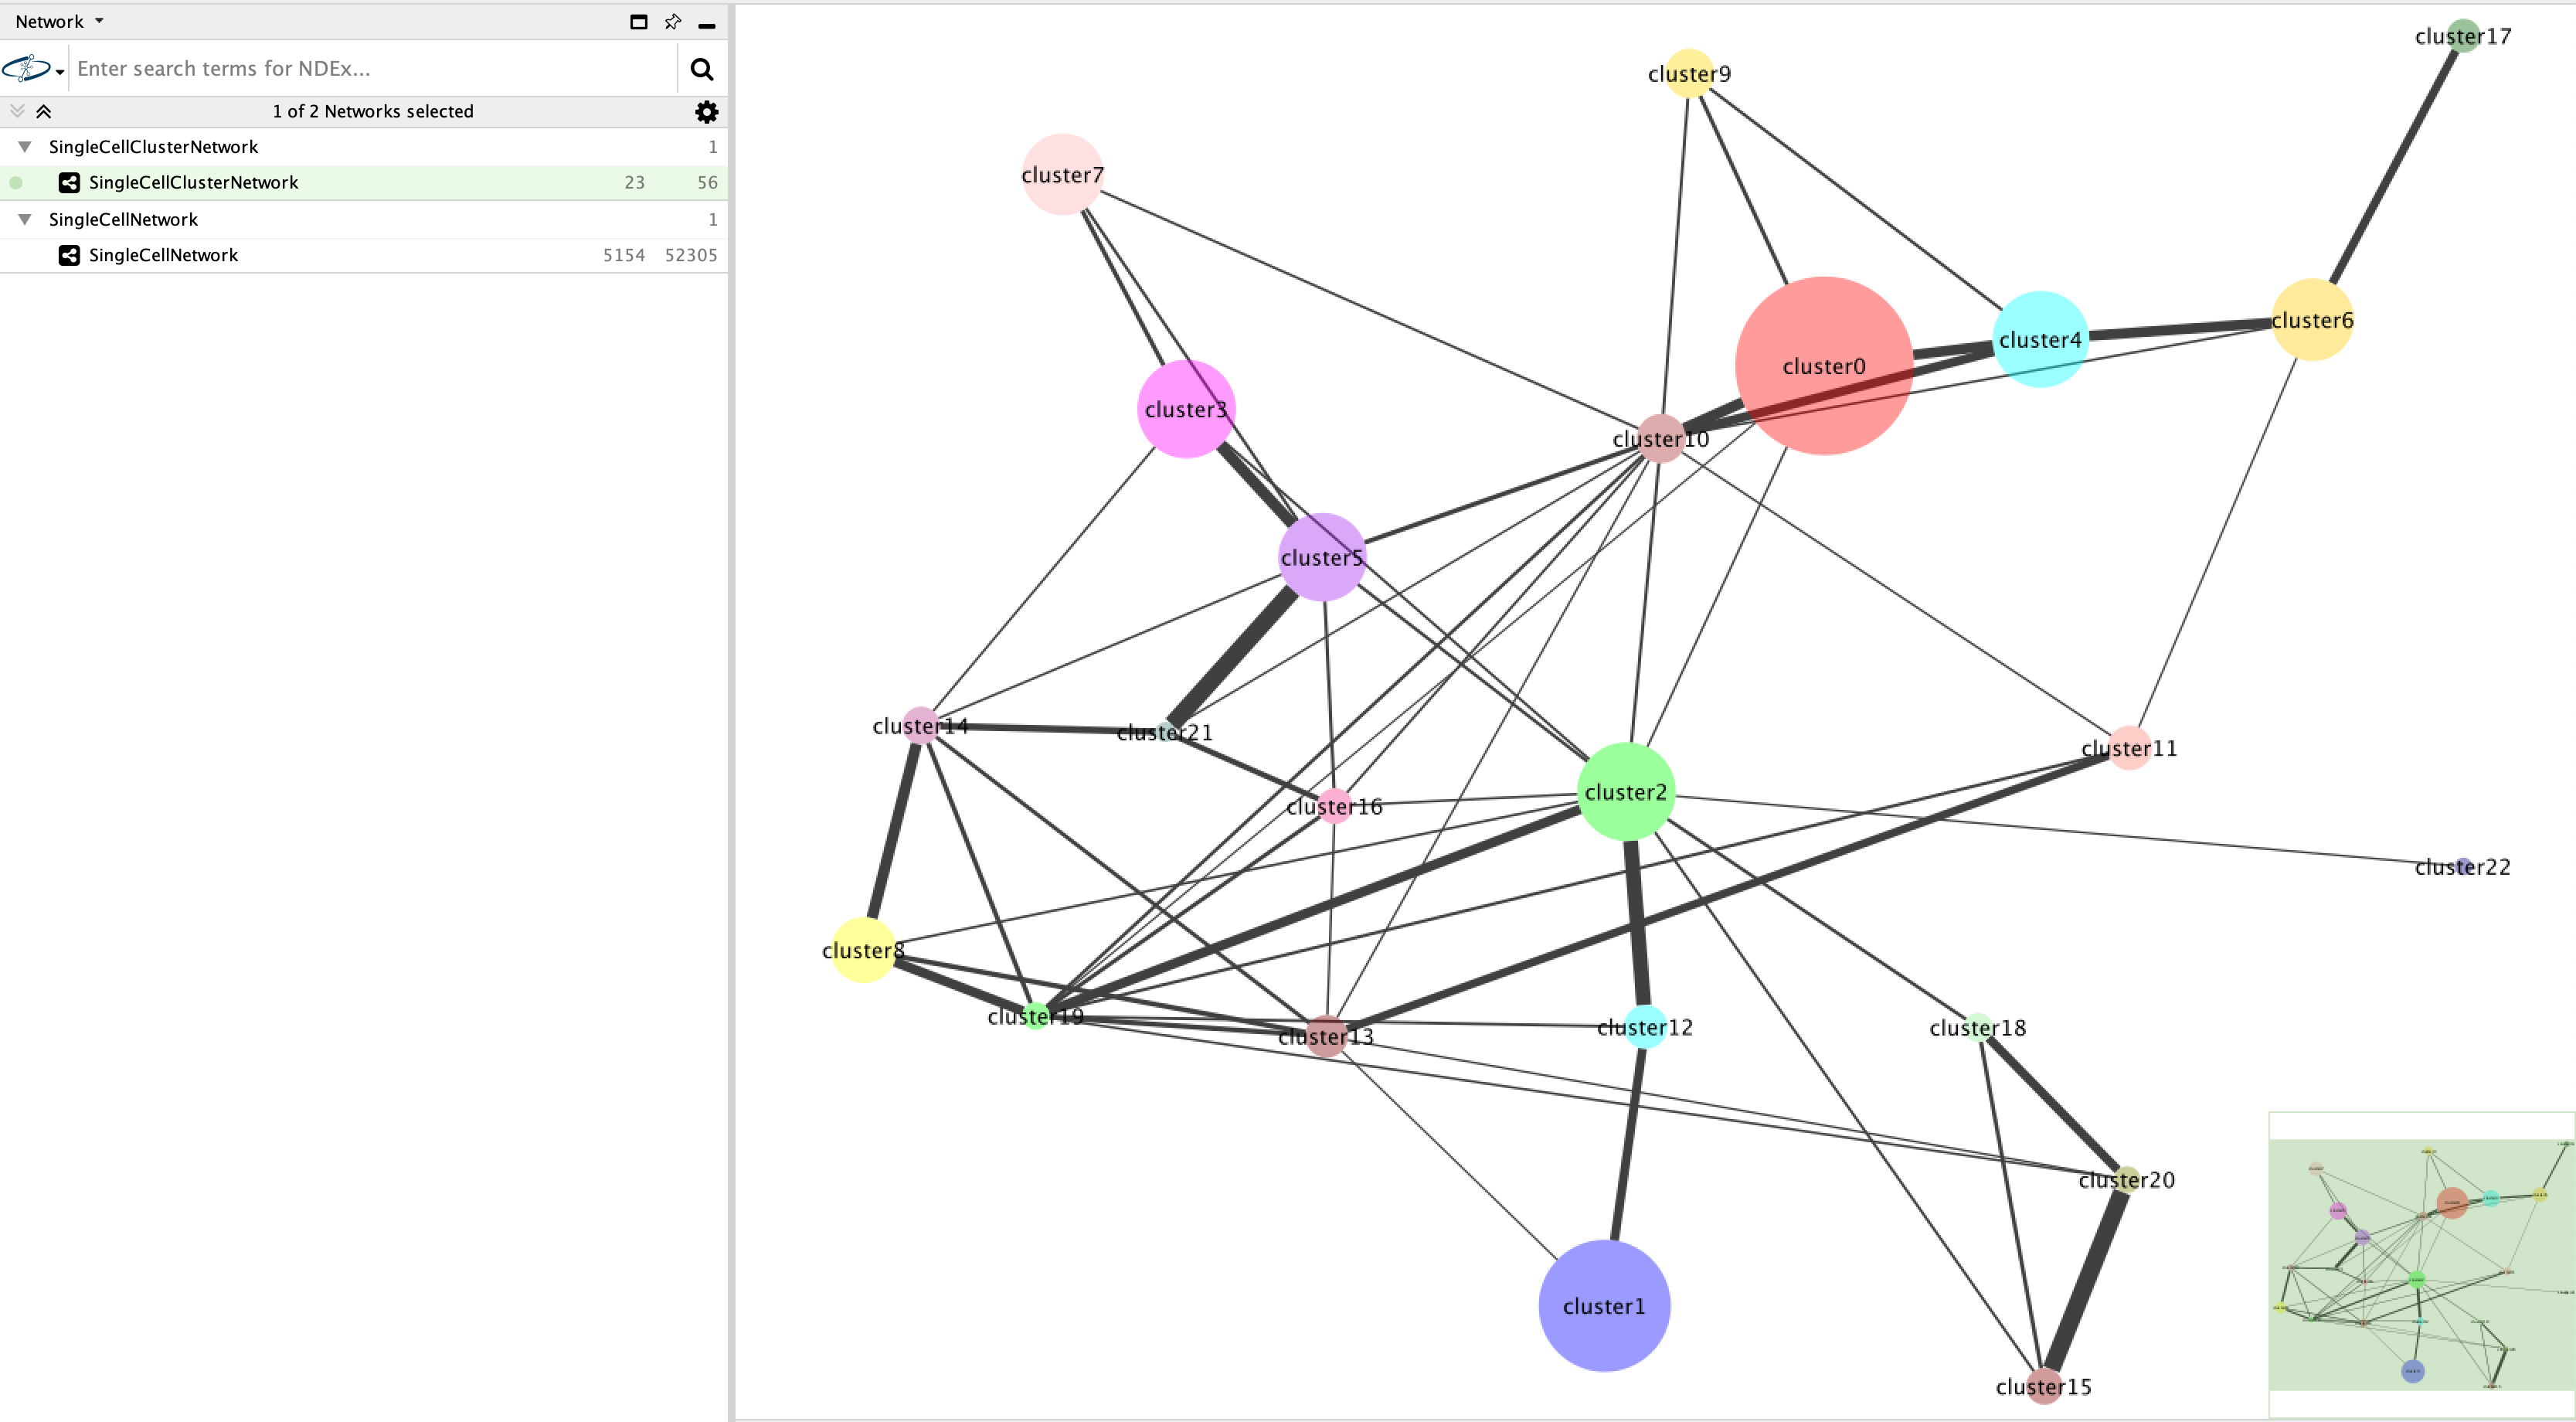 Network
Enter search terms for NDEx...
1 of 2 Networks selected
SingleCellClusterNetwork 1
SingleCellClusterNetwork 23 56
SingleCellNetwork 1
SingleCellNetwork 5154 52305
cluster17
cluster9
cluster7
cluster6
cluster4
cluster0
cluster3
cluster10
cluster5
cluster14
cluster21
cluster11
cluster2
cluster16
cluster22
cluster8
cluster19
cluster13
cluster12
cluster18
cluster20
cluster1
cluster15